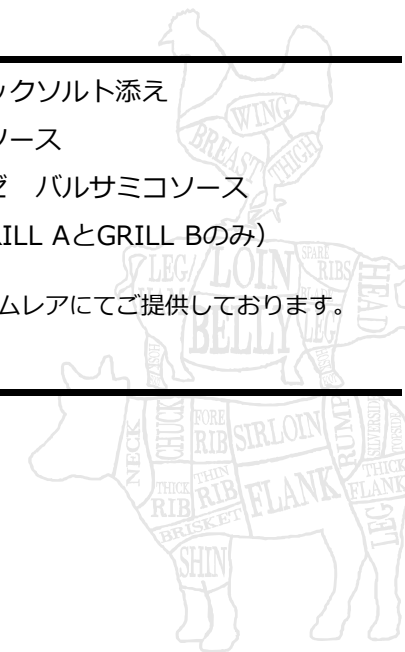 ックソルト添え
ソース
ゼ　バルサミコソース
RILL AとGRILL Bのみ）
ムレアにてご提供しております。
WING
BREAST
THIGH
LEG
LOIN
SPARE
RIBS
HEAD
HAM
BELLY
LEG
NECK
CHUCK
FORE
RIB
SIRLOIN
RUMP
SILVERSIDE
TOPSIDE
THICK
RIB
THIN
RIB
FLANK
THICK
FLANK
BRISKET
LEG
SHIN